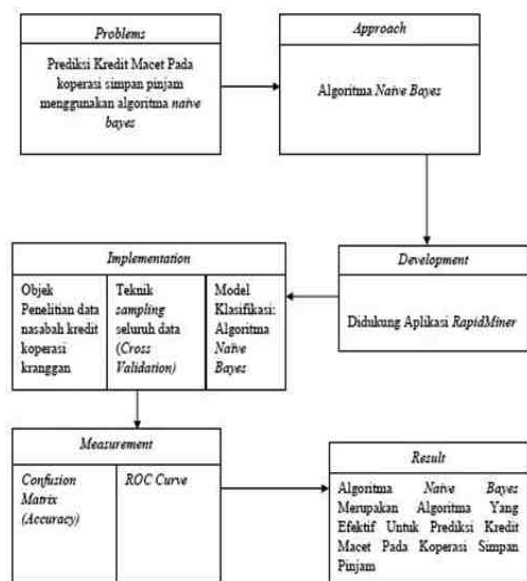 Problems
Prediksi Kredit Macet Pada
koperasi simpan pinjam
menggunakan algoritma naive
bayes
Approach
Algoritma Naive Bayes
Development
Didukung Aplikasi RapidMiner
Implementation
Objek
Penelitian data
nasabah kredit
koperasi
kranggan
Teknik
sampling
seluruh data
(Cross
Validation)
Model
Klasifikasi:
Algoritma
Naive
Bayes
Measurement
Confusion
Matrix
(Accuracy)
ROC Curve
Result
Algoritma Naive Bayes
Merupakan Algoritma Yang
Efektif Untuk Prediksi Kredit
Macet Pada Koperasi Simpan
Pinjam